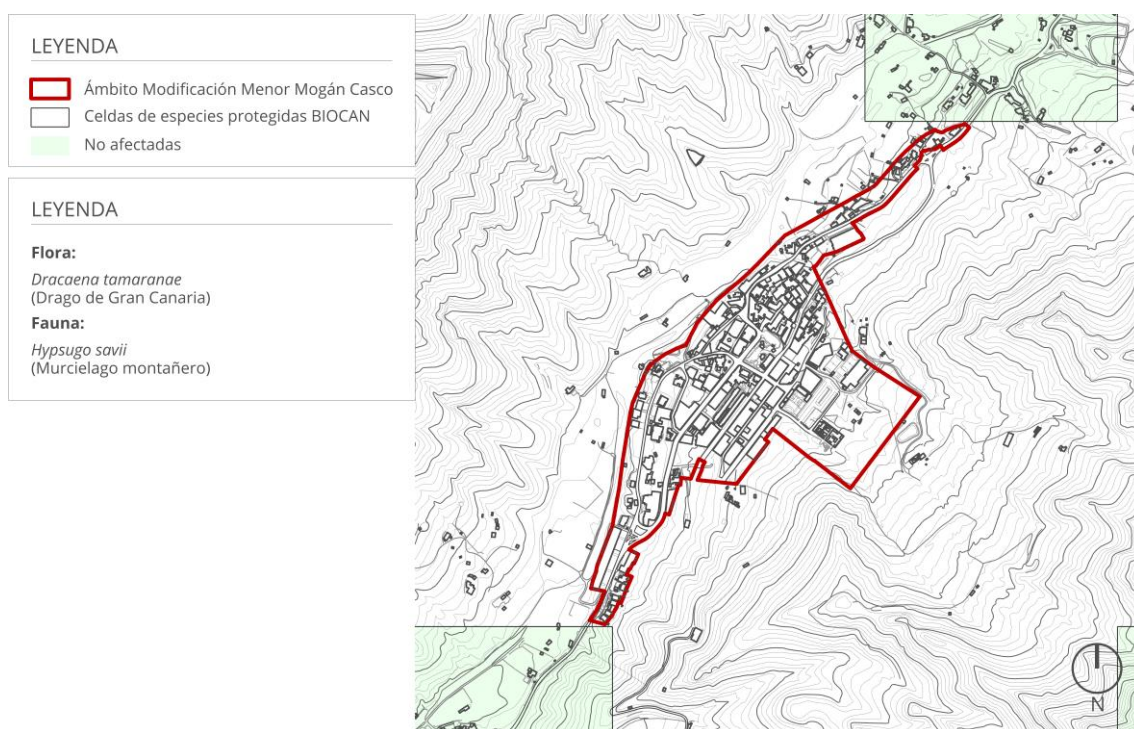 LEYENDA
Ámbito Modificación Menor Mogán Casco
Celdas de especies protegidas BIOCAN
No afectadas
LEYENDA
Flora:
Dracaena tamaranae
(Drago de Gran Canaria)
Fauna:
Hypsugo savii
(Murcielago montañero)
N